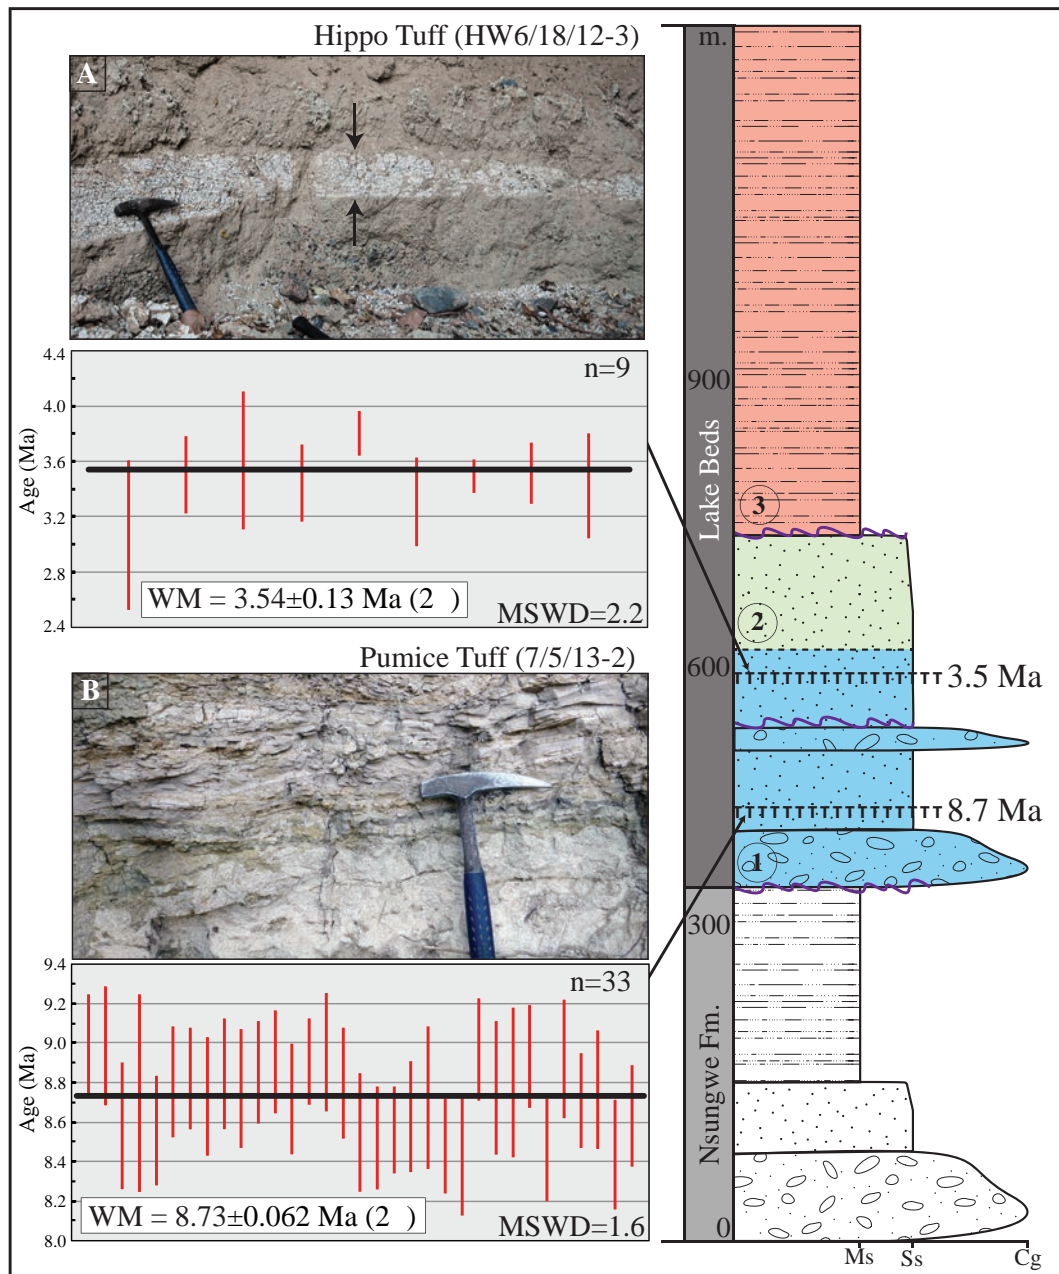 Hippo Tuff (HW6/18/12-3)
A
4.4
4.0
3.6
3.2
2.8
2.4
Age (Ma)
n=9
WM = 3.54±0.13 Ma (2 )
MSWD=2.2
Pumice Tuff (7/5/13-2)
B
9.4
9.2
9.0
8.8
8.6
8.4
8.2
8.0
Age (Ma)
n=33
WM = 8.73±0.062 Ma (2 )
MSWD=1.6
m.
900
600
300
0
Lake Beds
Nsungwe Fm.
3
2
3.5 Ma
8.7 Ma
1
Ms
Ss
Cg